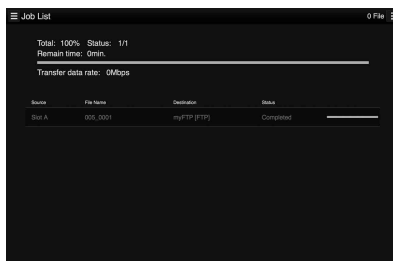 Job List 0 File
Total: 100% Status: 1/1
Remain time: 0min.
Transfer data rate: 0Mbps
Source File Name Destination Status
Slot A 005_0001 myFTP [FTP] Completed